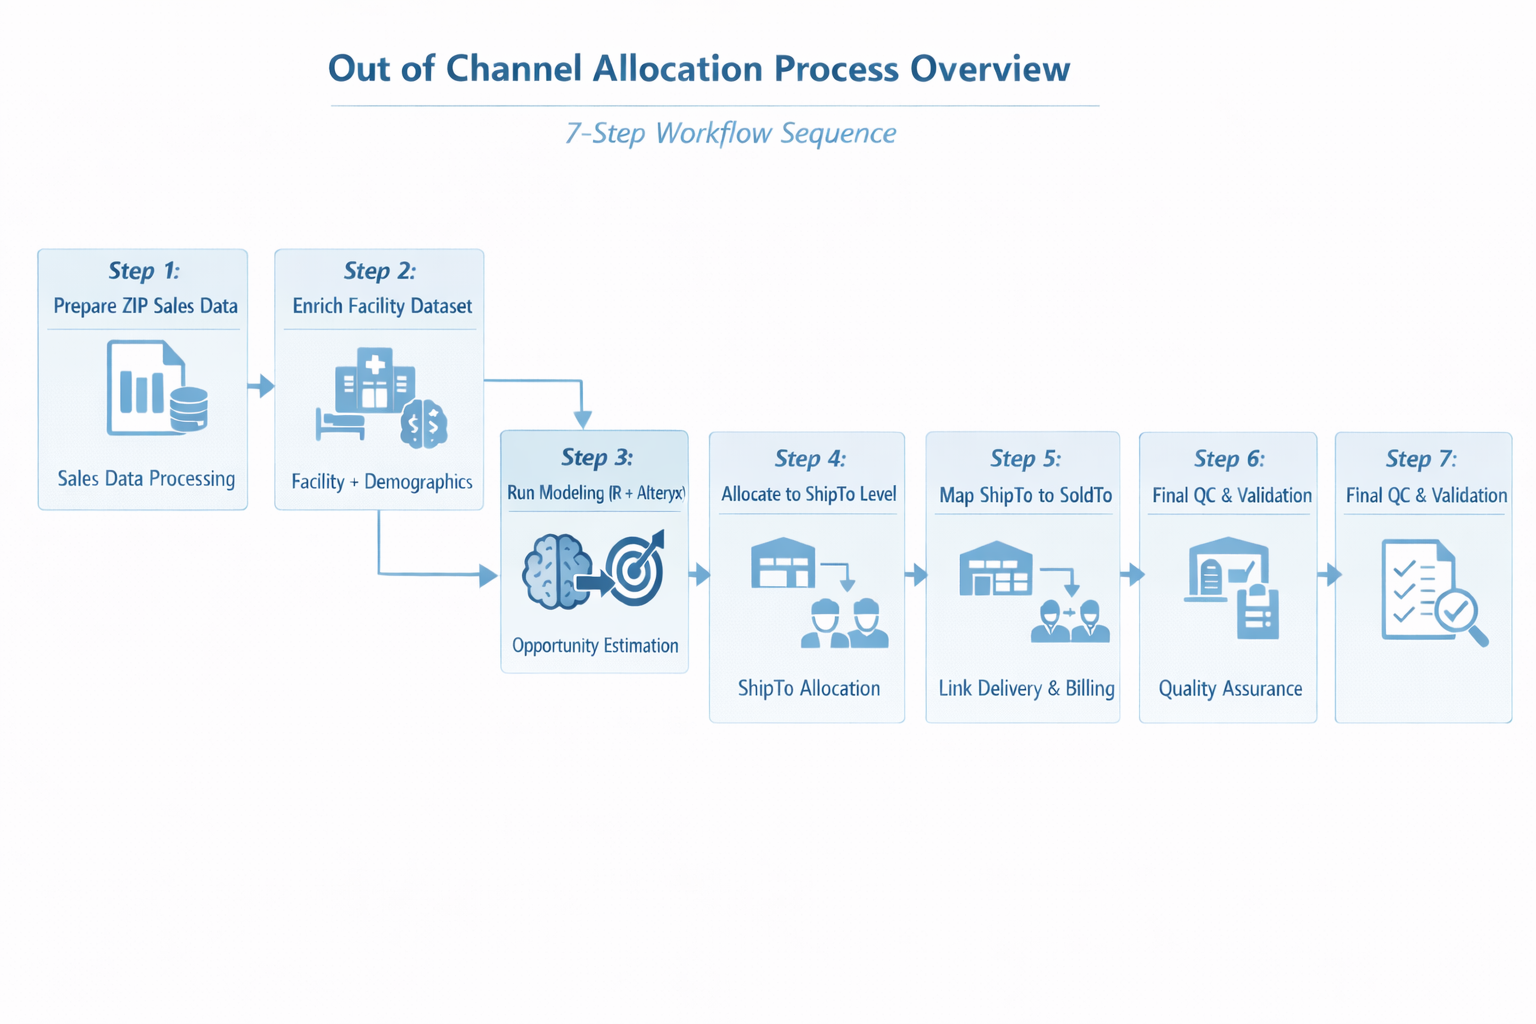 Out of Channel Allocation Process Overview
7-Step Workflow Sequence
Step 1:
Prepare ZIP Sales Data
Sales Data Processing
Step 2:
Enrich Facility Dataset
$ $
Facility + Demographics
Step 3:
Run Modeling (R + Alteryx)
Opportunity Estimation
Step 4:
Allocate to ShipTo Level
ShipTo Allocation
Step 5:
Map ShipTo to SoldTo
Link Delivery & Billing
Step 6:
Final QC & Validation
Quality Assurance
Step 7:
Final QC & Validation